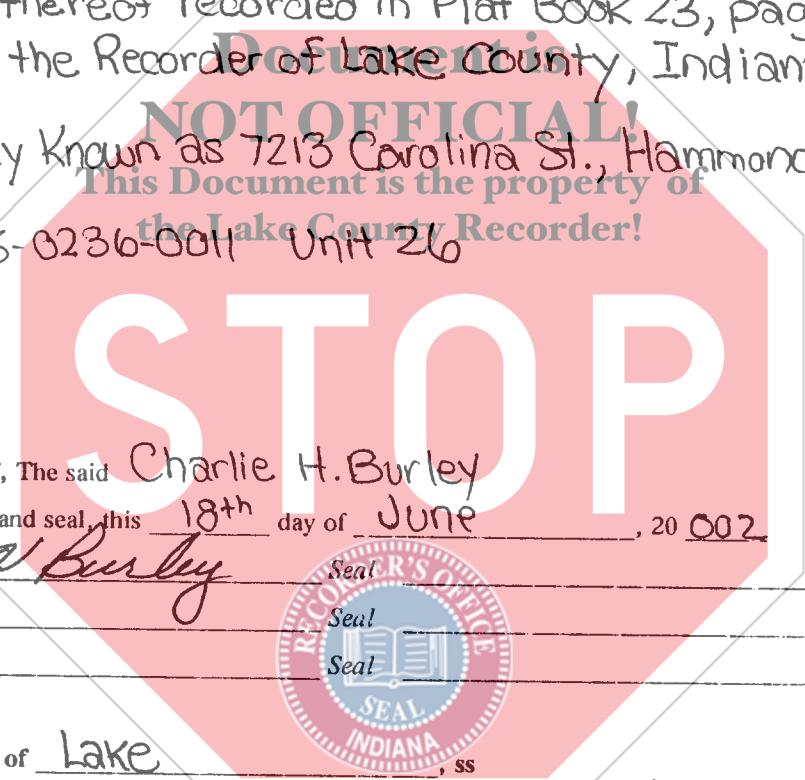 thereof recorded in Plat Book 23, pag
Document is
the Recorder of Lake County, Indian
NOT OFFICIAL!
y Known as 7213 Carolina St., Hammond
This Document is the property of
the Lake County Recorder!
-0236-0011 Unit 26
STOP
, The said Charlie H. Burley
and seal, this 18th day of June, 20 002
Burley Seal
Seal
Seal
RECORDER'S OFFICE
SEAL
INDIANA
of Lake, ss